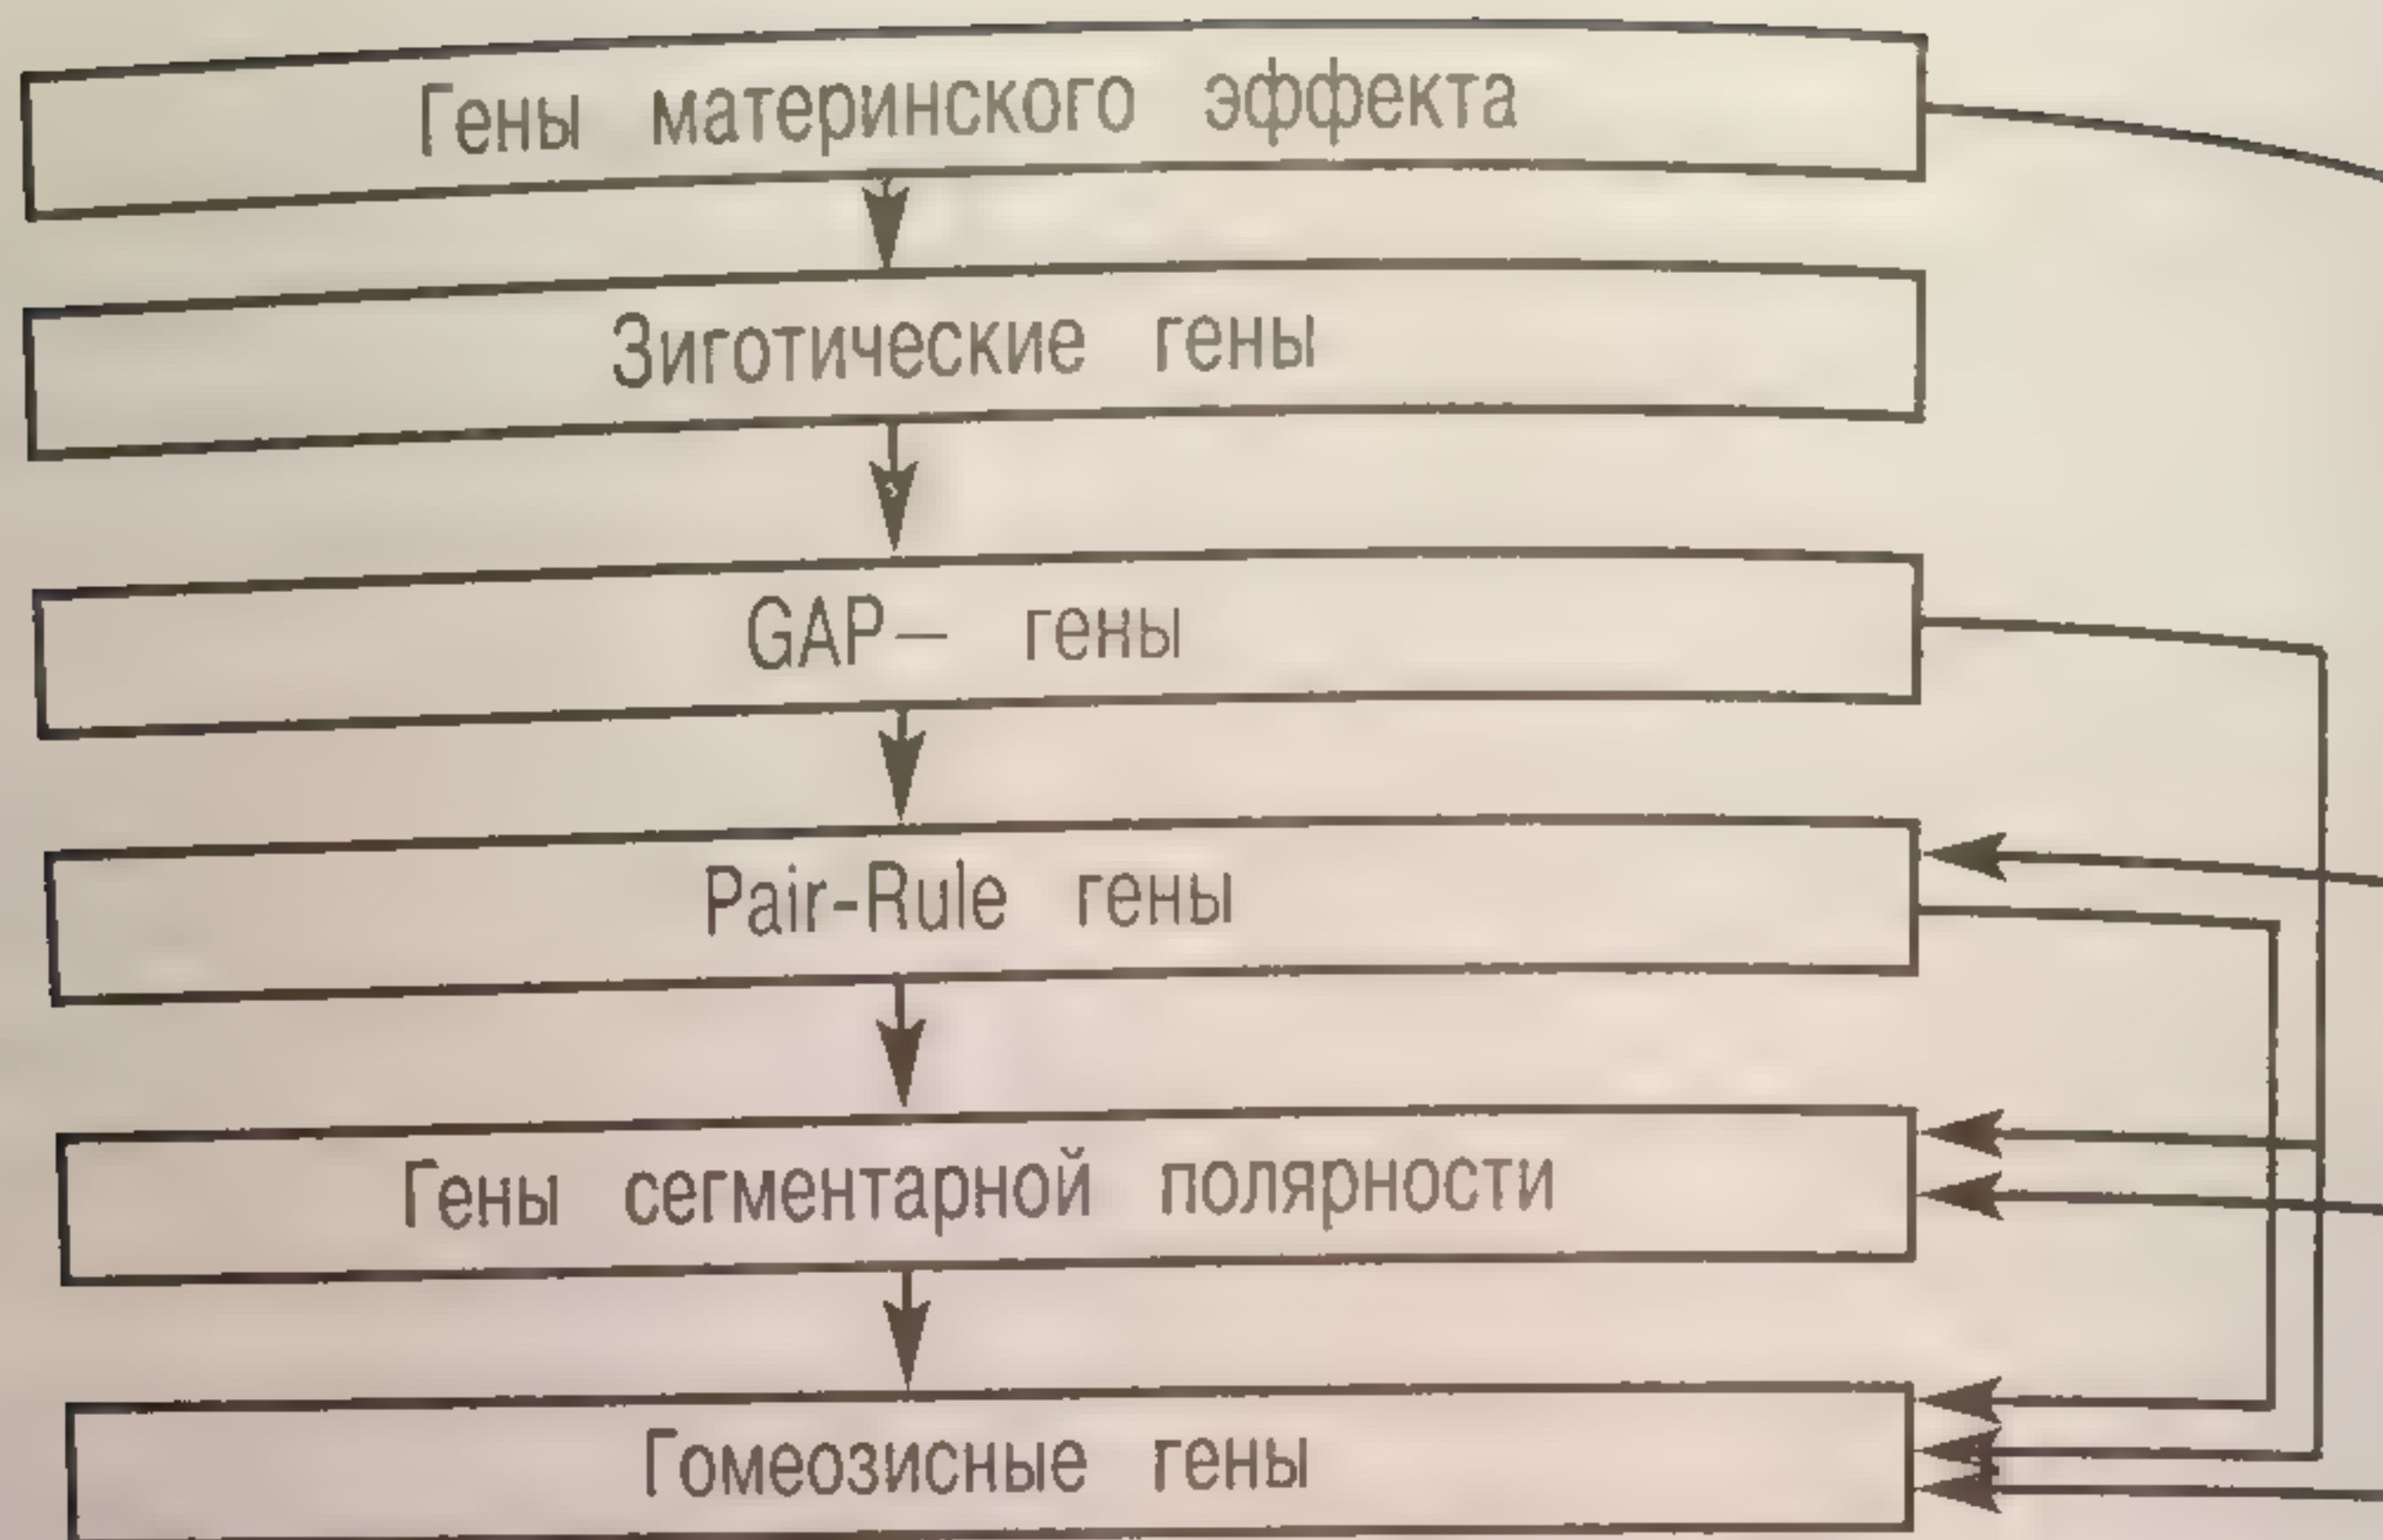 Гены материнского эффекта
Зиготические гены
GAP— гены
Pair-Rule гены
Гены сегментарной полярности
Гомеозисные гены